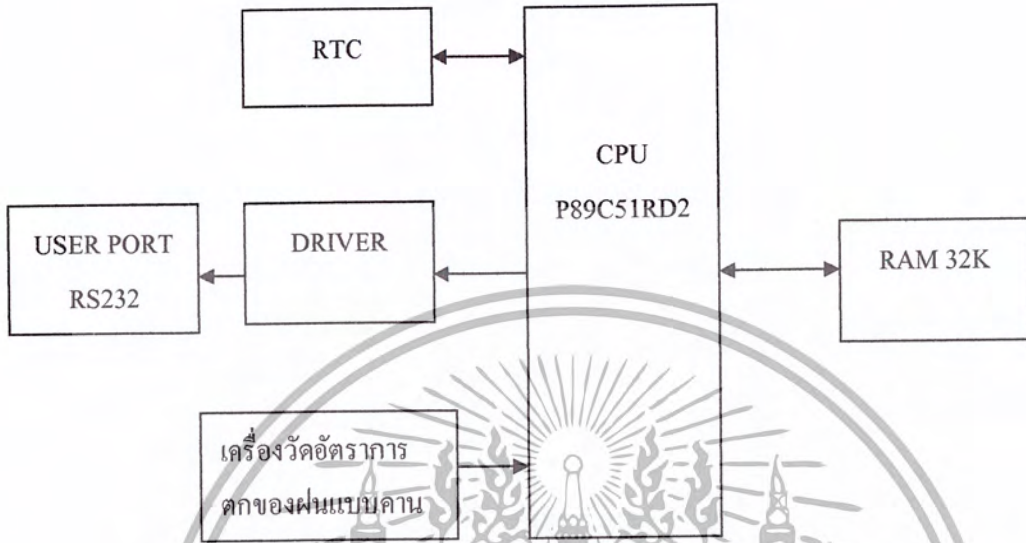 RTC
CPU
P89C51RD2
USER PORT
RS232
DRIVER
RAM 32K
เครื่องวัดอัตราการ
ตกของฝนแบบคาน